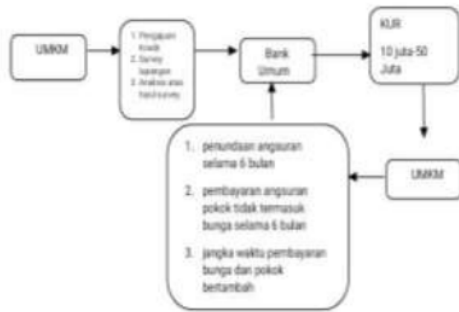 UMKM
1. Pengajuan
Kredit
2. Survey
lapangan
3. Analisis atas
hasil survey
Bank
Umum
KUR
10 juta-50
Juta
UMKM
1. penundaan angsuran
selama 6 bulan
2. pembayaran angsuran
pokok tidak termasuk
bunga selama 6 bulan
3. jangka waktu pembayaran
bunga dan pokok
bertambah